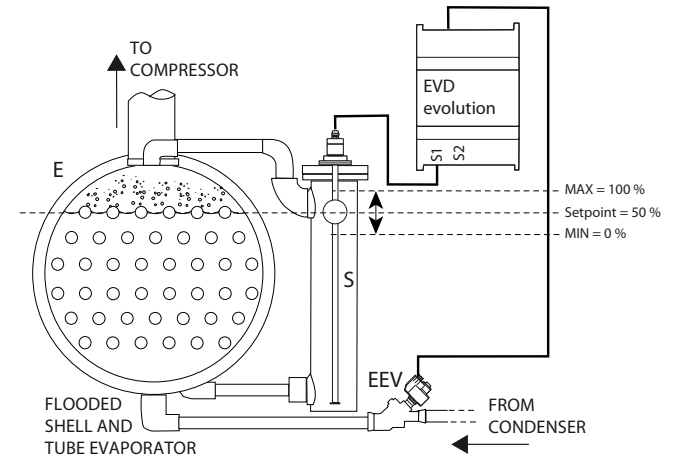 TO
COMPRESSOR
EVD
evolution
S1
S2
E
MAX = 100 %
Setpoint = 50 %
MIN = 0 %
S
EEV
FLOODED
SHELL AND
TUBE EVAPORATOR
FROM
CONDENSER